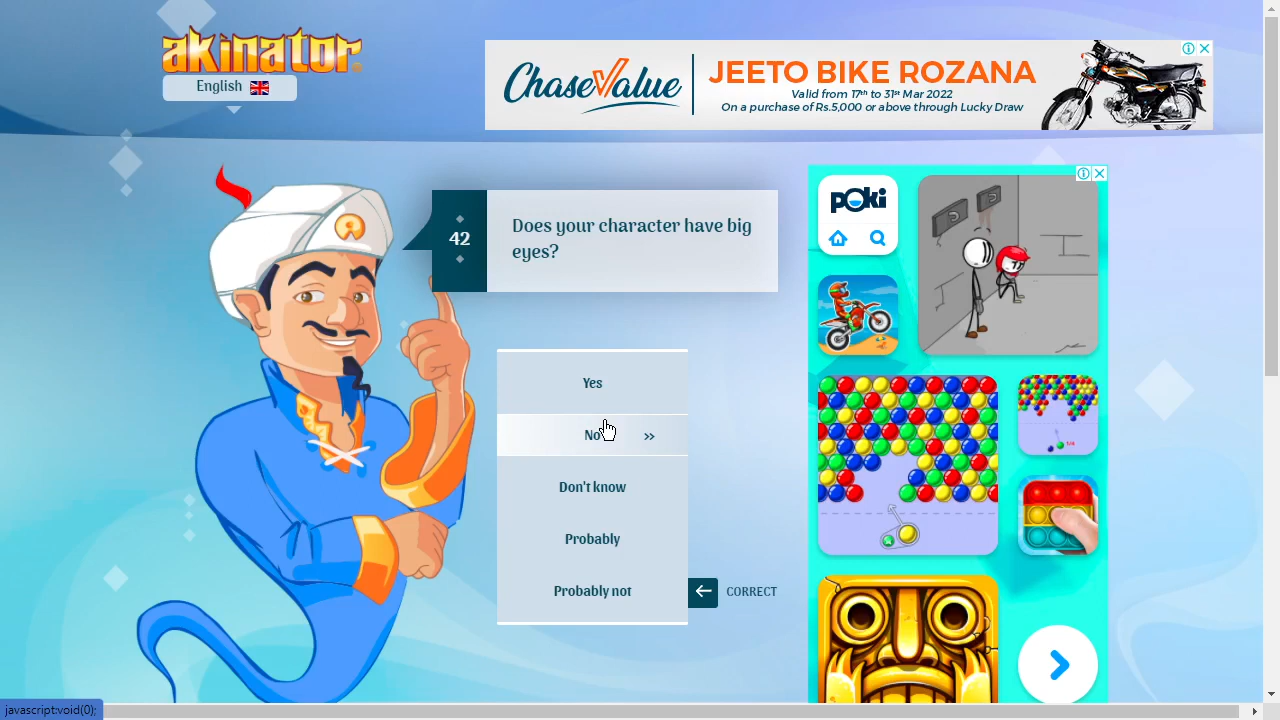 akinator
English
ChaseValue
JEETO BIKE ROZANA
Valid from 17th to 31st Mar 2022
On a purchase of Rs.5,000 or above through Lucky Draw
42
Does your character have big
eyes?
poki
Yes
No >>
Don't know
Probably
Probably not
CORRECT
javascript:void(0);